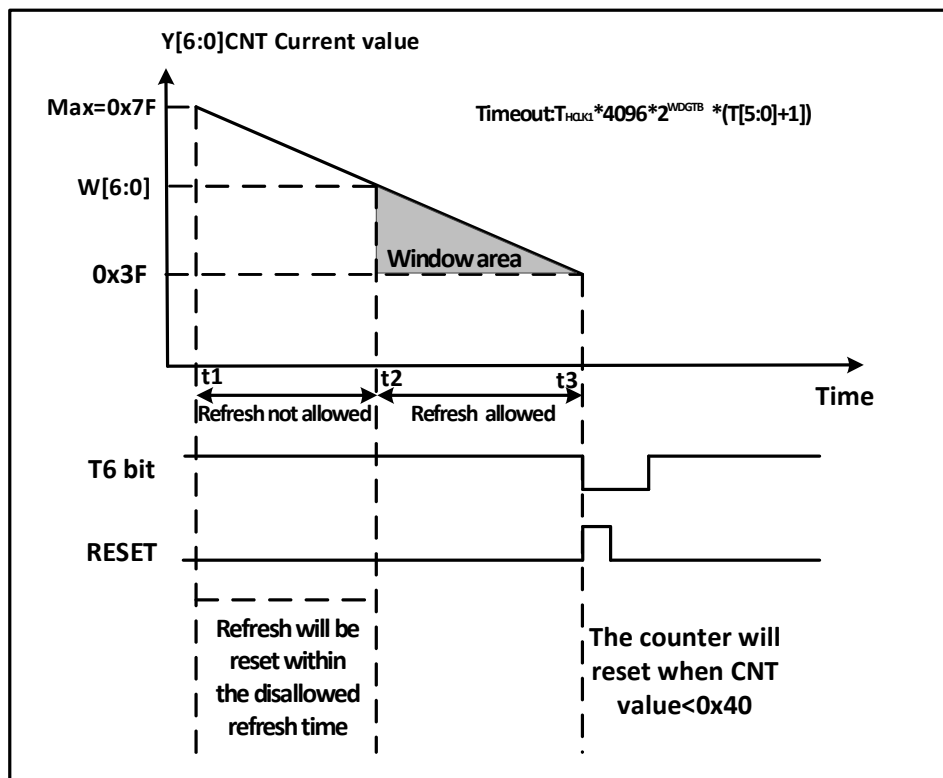 Y[6:0]CNT Current value
Max=0x7F
Timeout:THCLK1*4096*2WDGTB *(T[5:0]+1])
W[6:0]
Window area
0x3F
t1
t2
t3
Time
Refresh not allowed
Refresh allowed
T6 bit
RESET
Refresh will be
reset within
the disallowed
refresh time
The counter will
reset when CNT
value<0x40